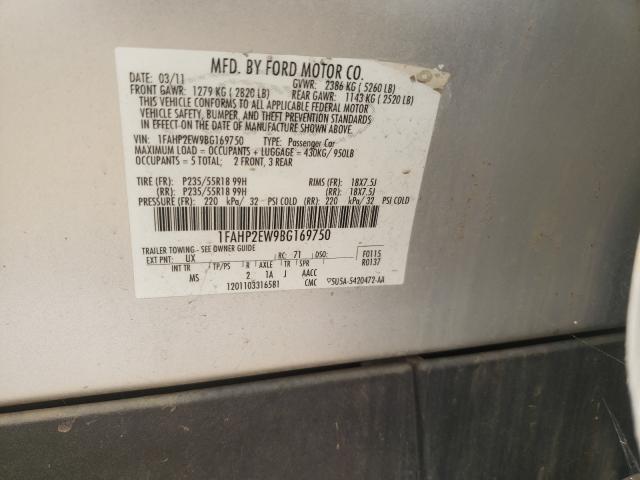 MFD. BY FORD MOTOR CO.
03/11 GVWR: 2386 KG ( 5260 LB)
FRONT GAWR: 1279 KG ( 2820 LB) REAR GAWR: 1143 KG ( 2520 LB)
THIS VEHICLE CONFORMS TO ALL APPLICABLE FEDERAL MOTOR
VEHICLE SAFETY, BUMPER, AND THEFT PREVENTION STANDARDS
IN EFFECT ON THE DATE OF MANUFACTURE SHOWN ABOVE.
VIN: 1FAHP2EW9BG169750 TYPE: Passenger Car
MAXIMUM LOAD = OCCUPANTS + LUGGAGE = 430KG/ 950LB
OCCUPANTS = 5 TOTAL; 2 FRONT, 3 REAR
TIRE (FR): P235/55R18 99H RIMS (FR): 18X7.5J
(RR): P235/55R18 99H (RR): 18X7.5J
PRESSURE (FR): 220 kPa/ 32 PSI COLD (RR): 220 kPa/ 32 PSI COLD
1FAHP2EW9BG169750
TRAILER TOWING - SEE OWNER GUIDE
EXT PNT: UX RC: 71 DSO: F0115
R0137
INT TR TP/PS R AXLE TR SPR
MS 2 1A J AACC
1201103316581 CMC 5U5A-5420472-AA